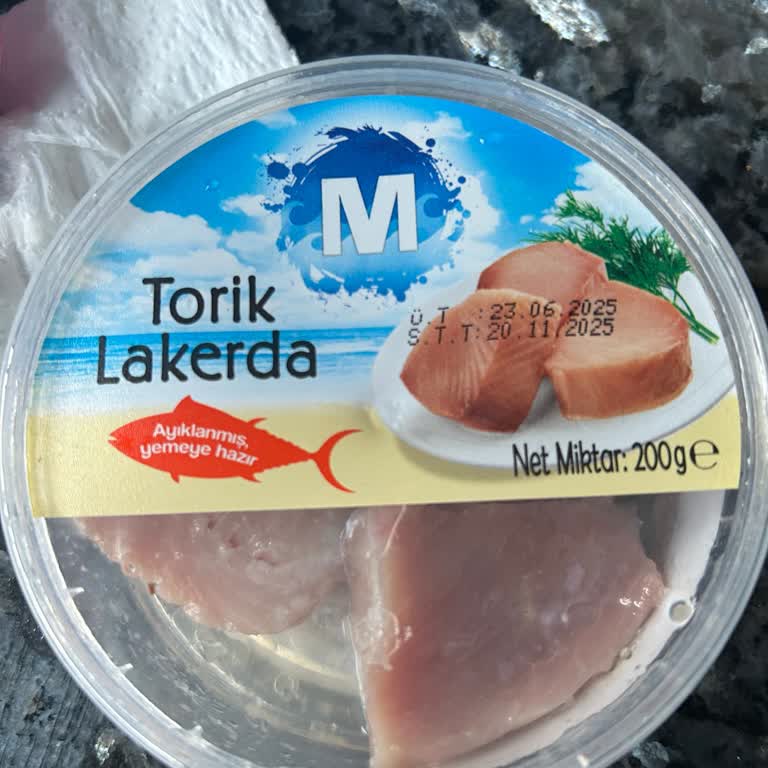 M
Torik
Lakerda
Ü.T. :23.06.2025
S.T.T:20.11.2025
Ayıklanmış,
yemeye hazır
Net Miktar: 200g℮